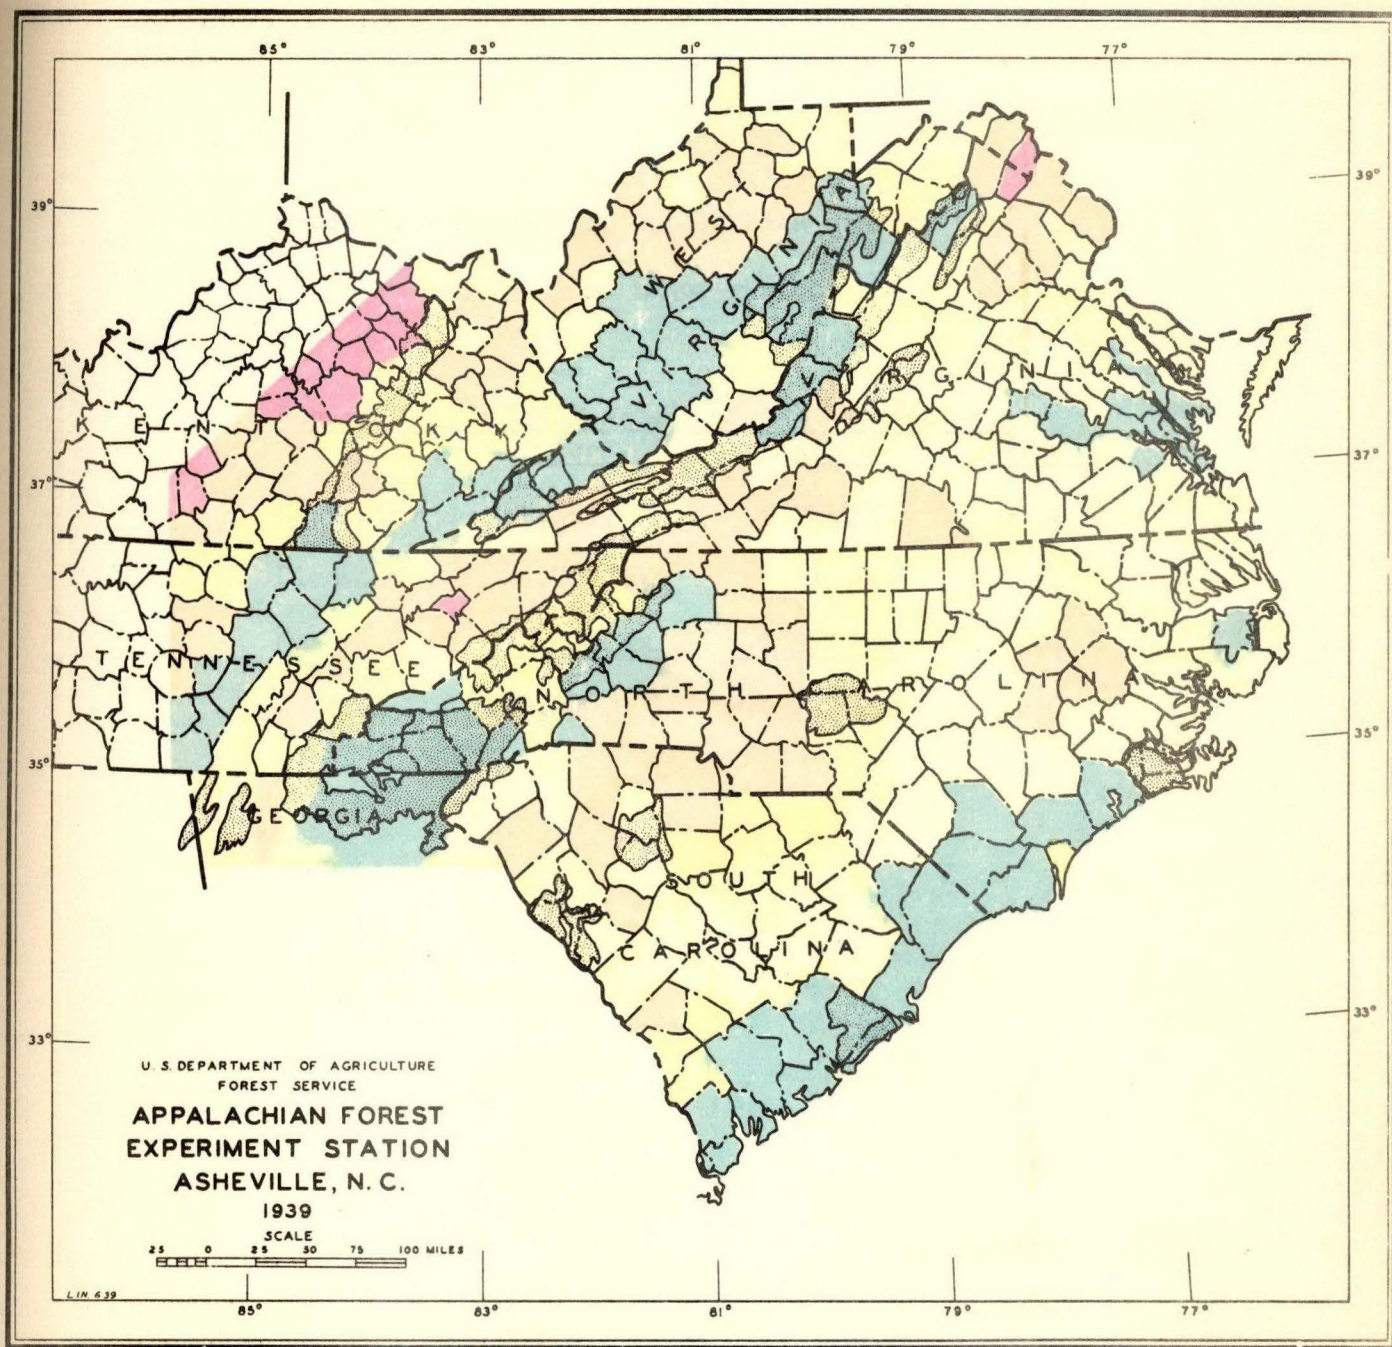 85° 83° 81° 79° 77°
39° 39°
WEST VIRGINIA
VIRGINIA
KENTUCKY
37° 37°
TENNESSEE
NORTH CAROLINA
35° 35°
GEORGIA
SOUTH
CAROLINA
33° 33°
U. S. DEPARTMENT OF AGRICULTURE
FOREST SERVICE
APPALACHIAN FOREST
EXPERIMENT STATION
ASHEVILLE, N. C.
1939
SCALE
25 0 25 50 75 100 MILES
LIN. 639
85° 83° 81° 79° 77°